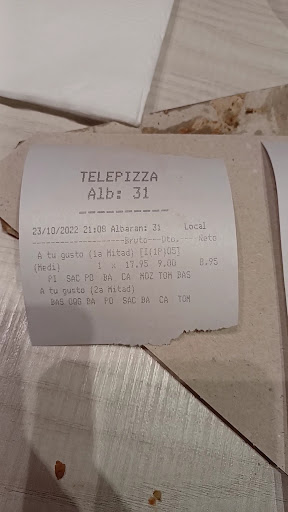 TELEPIZZA
Alb: 31
----------
23/10/2022 21:08 Albaran: 31 Local
--------------------Bruto---Dto.---- Neto
A tu gusto (1a Mitad) [I(1P)05]
(Medi) 1 x 17.95 9.00 8.95
P1 SAC PO BA CA MOZ TOM BAS
A tu gusto (2a Mitad)
BAS QQG BA PO SAC BA CA TOM